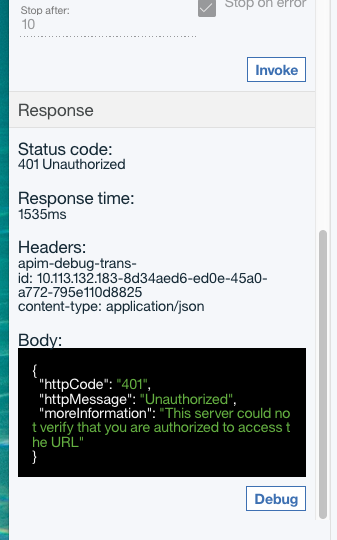 Stop after:
Stop on error
10
Invoke
Response
Status code:
401 Unauthorized
Response time:
1535ms
Headers:
apim-debug-trans-
id: 10.113.132.183-8d34aed6-ed0e-45a0-
a772-795e110d8825
content-type: application/json
Body:
{
"httpCode": "401",
"httpMessage": "Unauthorized",
"moreInformation": "This server could no
t verify that you are authorized to access t
he URL"
}
Debug